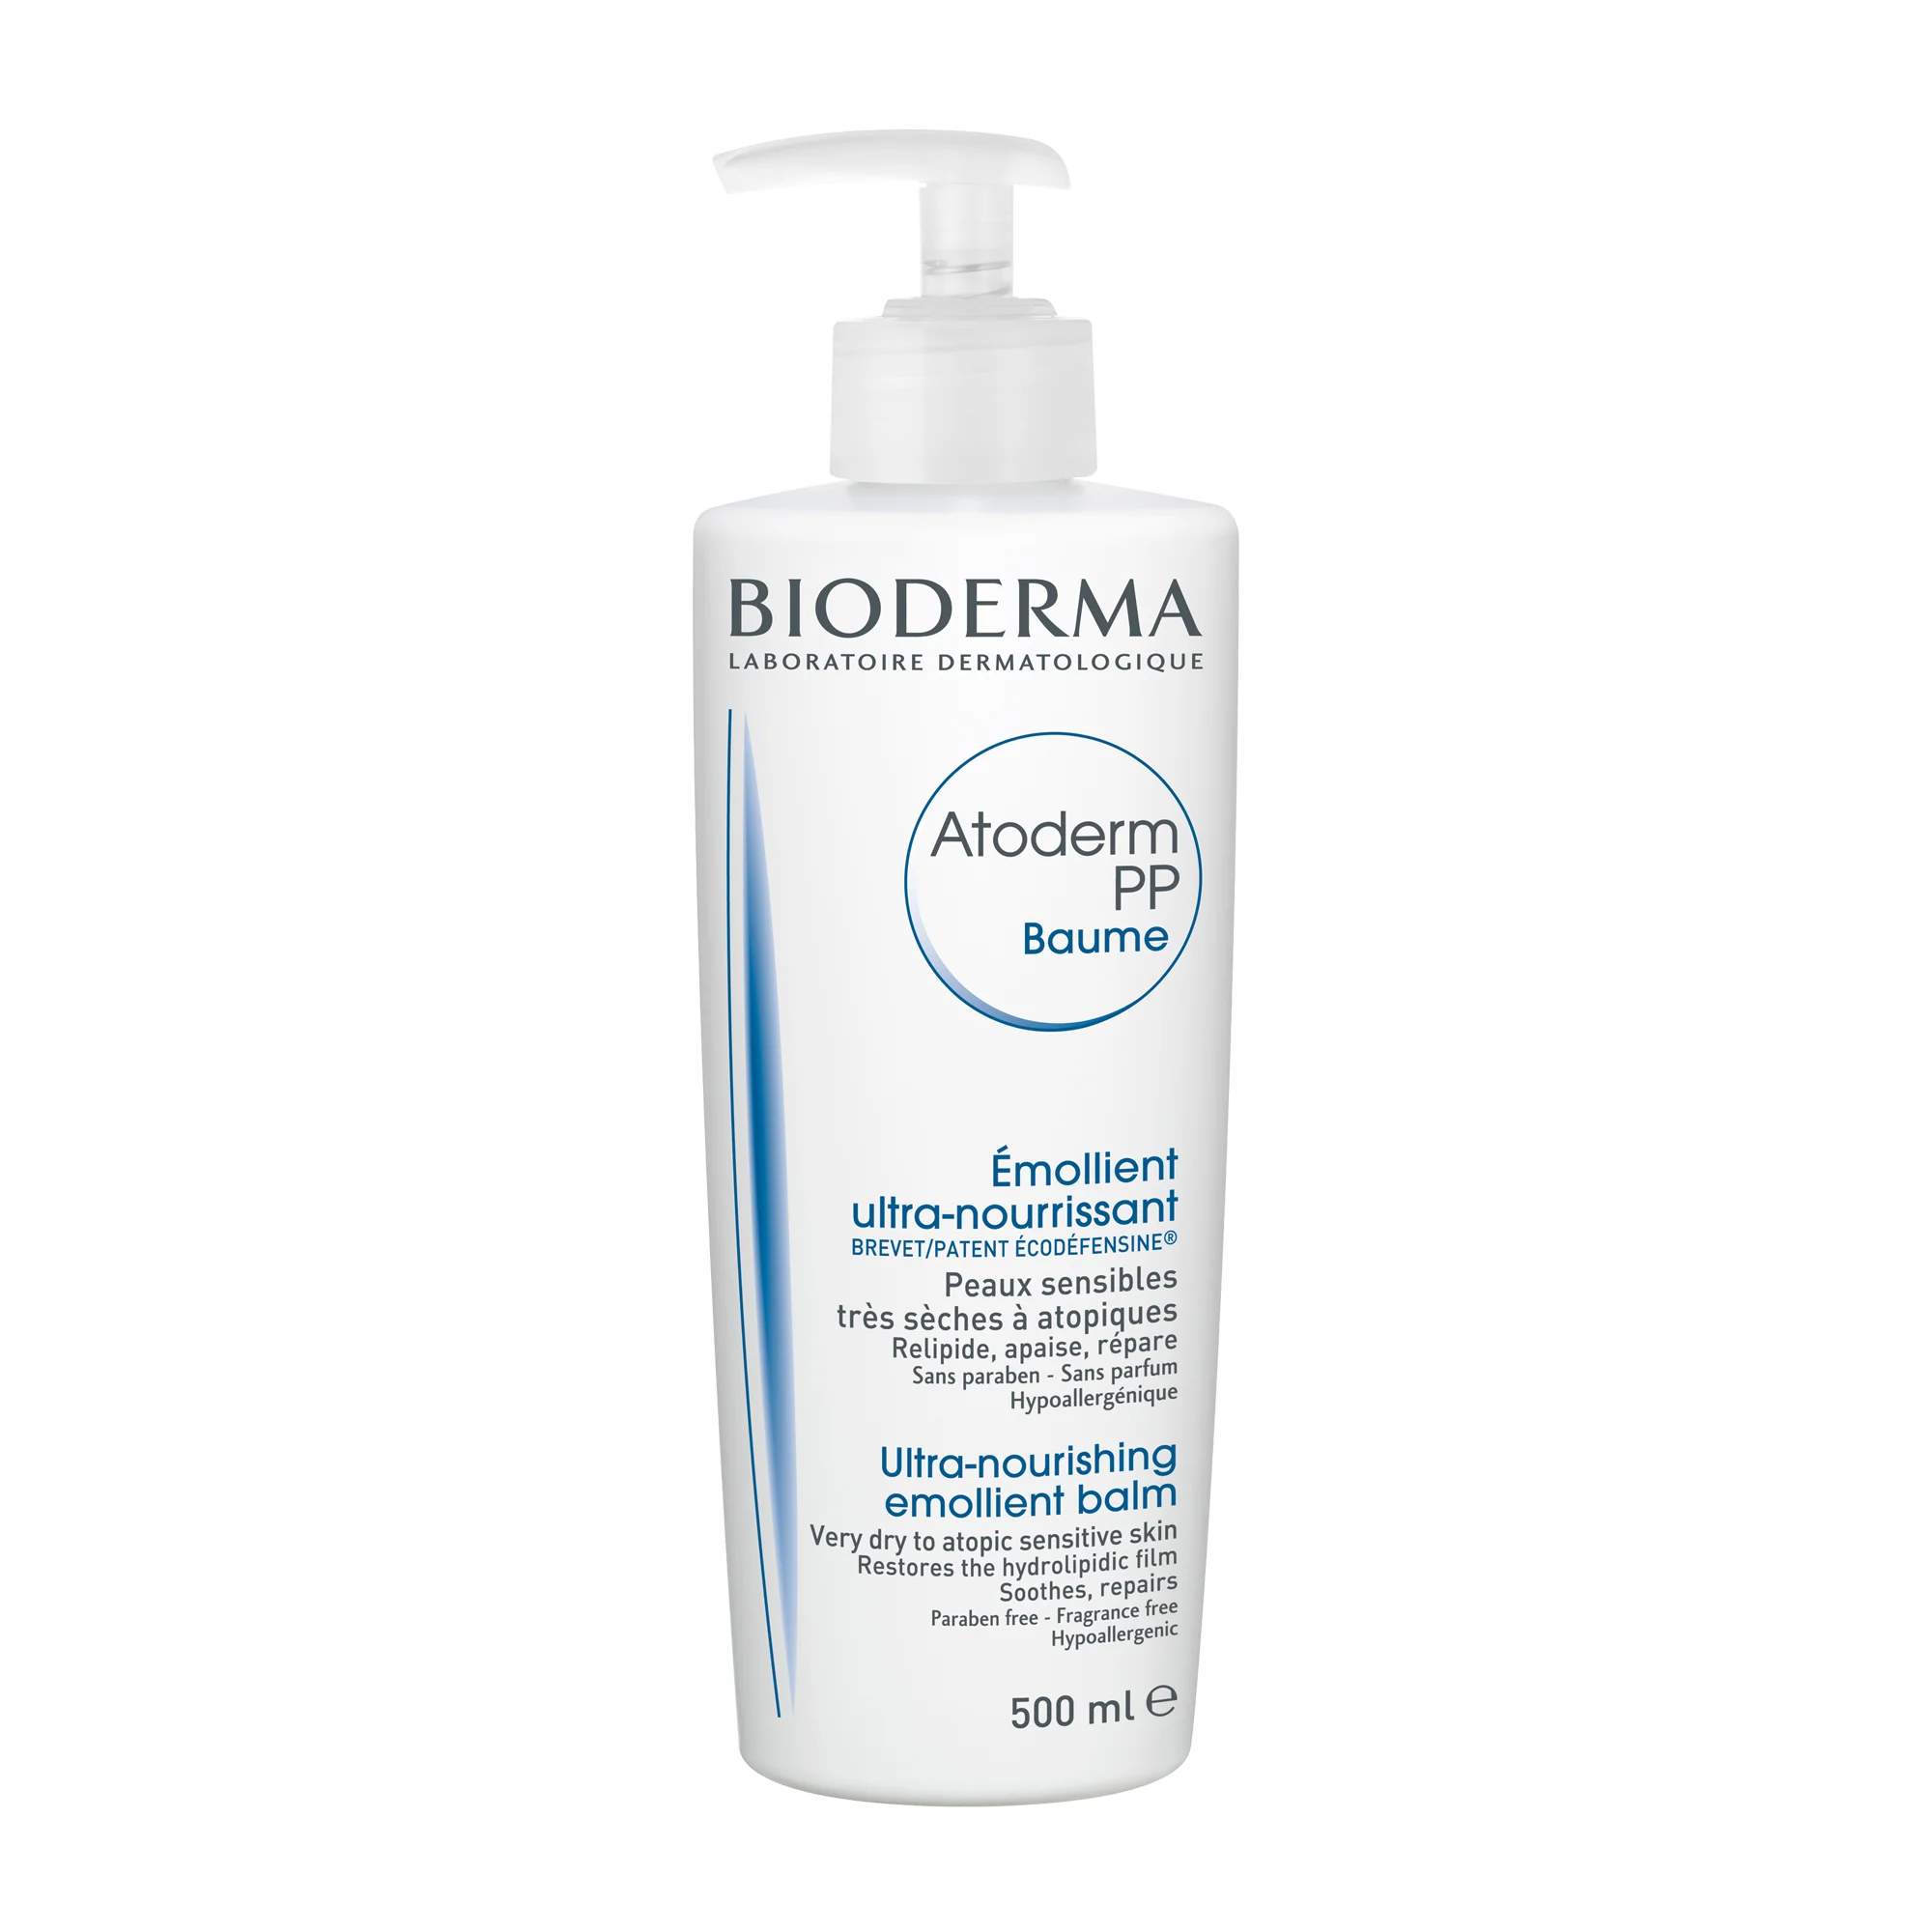 BIODERMA
LABORATOIRE DERMATOLOGIQUE
Atoderm
PP
Baume
Émollient
ultra-nourrissant
BREVET/PATENT ÉCODÉFENSINE®
Peaux sensibles
très sèches à atopiques
Relipide, apaise, répare
Sans paraben - Sans parfum
Hypoallergénique
Ultra-nourishing
emollient balm
Very dry to atopic sensitive skin
Restores the hydrolipidic film
Soothes, repairs
Paraben free - Fragrance free
Hypoallergenic
500 ml ℮